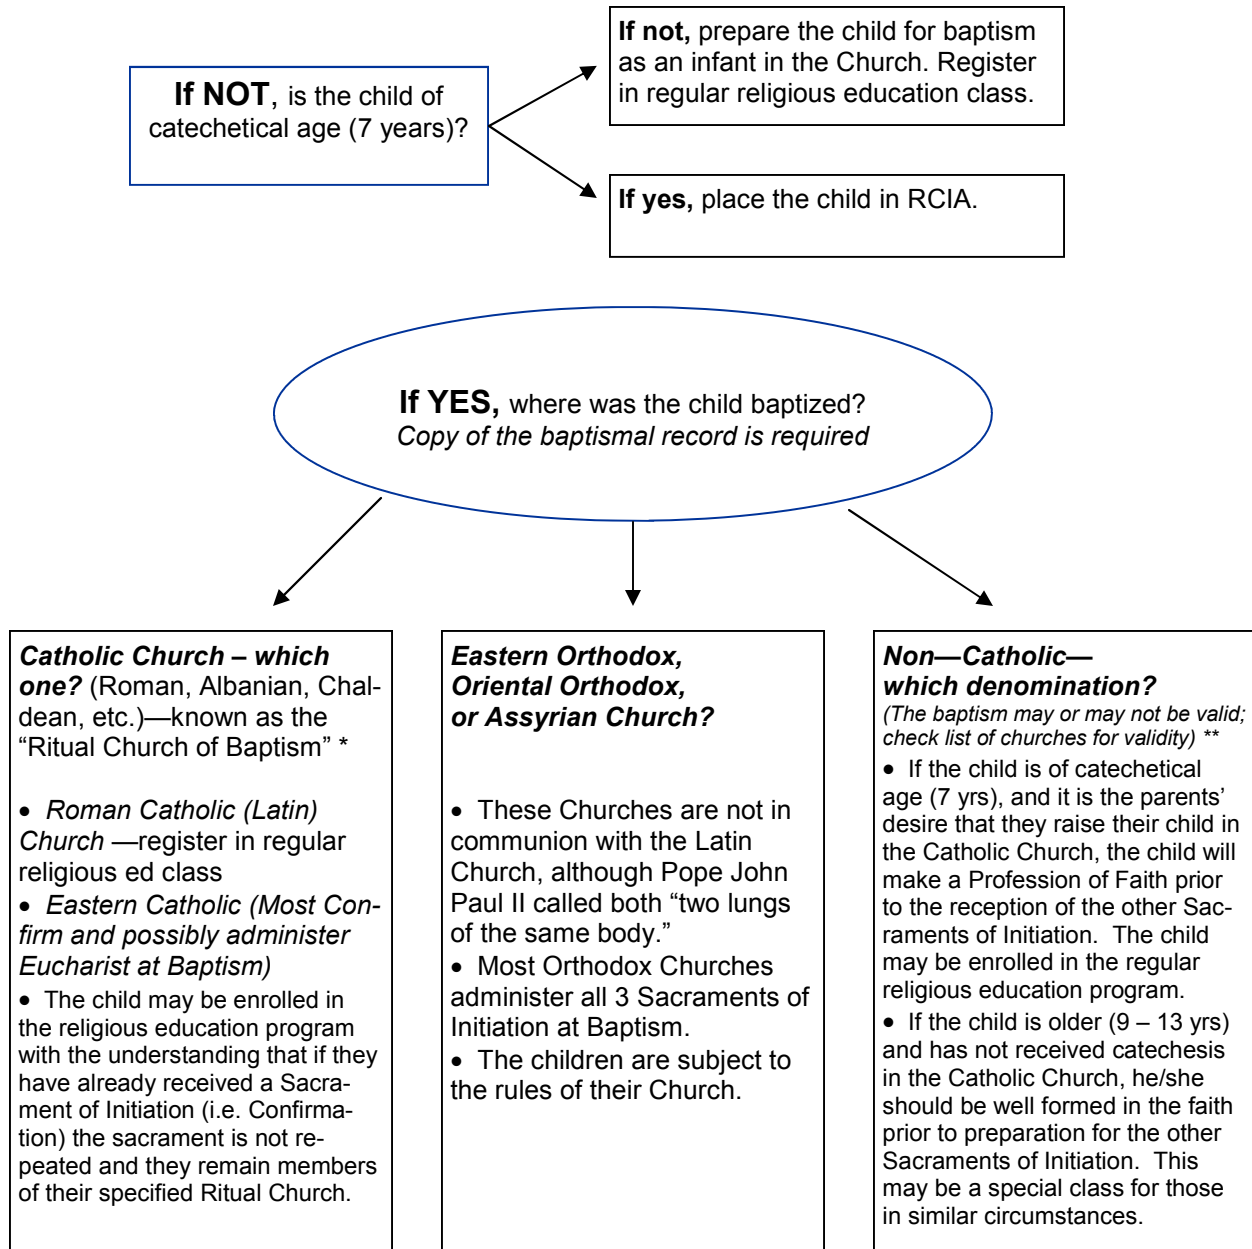 If NOT, is the child of
catechetical age (7 years)?
If not, prepare the child for baptism
as an infant in the Church. Register
in regular religious education class.
If yes, place the child in RCIA.
If YES, where was the child baptized?
Copy of the baptismal record is required
Catholic Church – which
one? (Roman, Albanian, Chal-
dean, etc.)—known as the
“Ritual Church of Baptism” *
• Roman Catholic (Latin)
Church —register in regular
religious ed class
• Eastern Catholic (Most Con-
firm and possibly administer
Eucharist at Baptism)
• The child may be enrolled in
the religious education program
with the understanding that if they
have already received a Sacra-
ment of Initiation (i.e. Confirma-
tion) the sacrament is not re-
peated and they remain members
of their specified Ritual Church.
Eastern Orthodox,
Oriental Orthodox,
or Assyrian Church?
• These Churches are not in
communion with the Latin
Church, although Pope John
Paul II called both “two lungs
of the same body.”
• Most Orthodox Churches
administer all 3 Sacraments of
Initiation at Baptism.
• The children are subject to
the rules of their Church.
Non—Catholic—
which denomination?
(The baptism may or may not be valid;
check list of churches for validity) **
• If the child is of catechetical
age (7 yrs), and it is the parents’
desire that they raise their child in
the Catholic Church, the child will
make a Profession of Faith prior
to the reception of the other Sac-
raments of Initiation. The child
may be enrolled in the regular
religious education program.
• If the child is older (9 – 13 yrs)
and has not received catechesis
in the Catholic Church, he/she
should be well formed in the faith
prior to preparation for the other
Sacraments of Initiation. This
may be a special class for those
in similar circumstances.